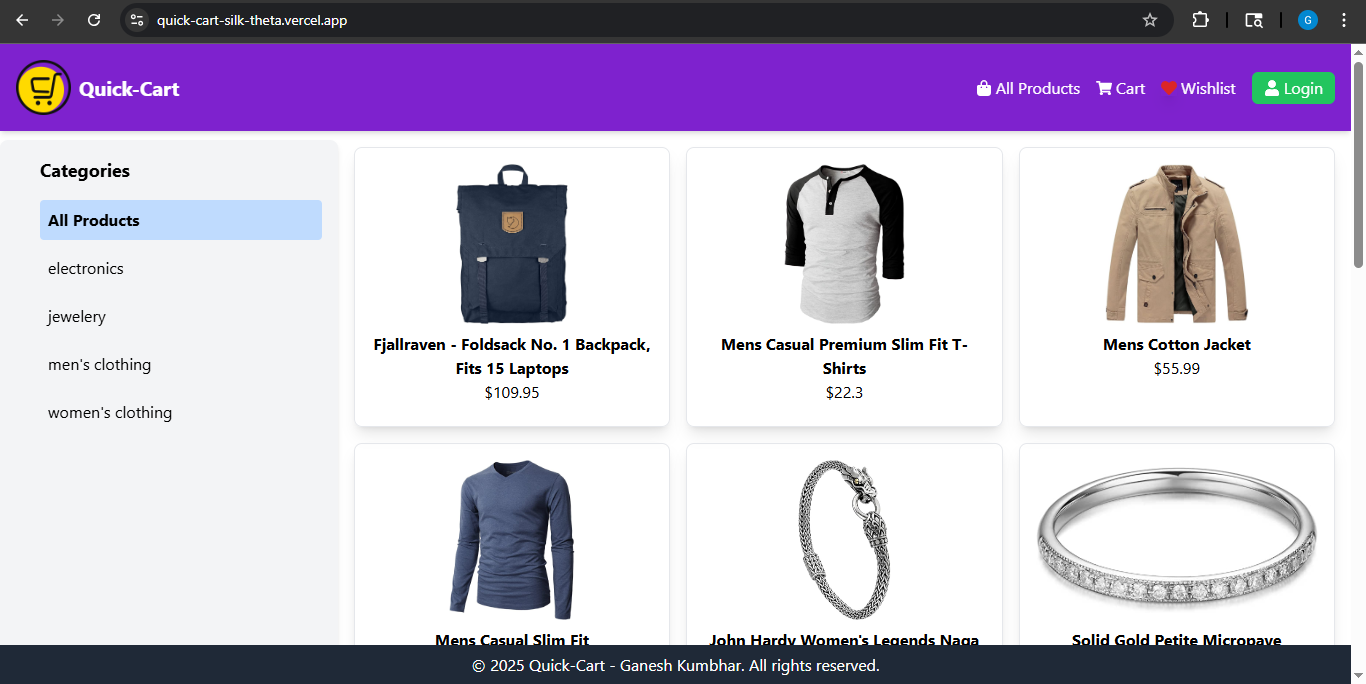 quick-cart-silk-theta.vercel.app
G
Quick-Cart
All Products
Cart
Wishlist
Login
Categories
All Products
electronics
jewelery
men's clothing
women's clothing
Fjallraven - Foldsack No. 1 Backpack,
Fits 15 Laptops
$109.95
Mens Casual Premium Slim Fit T-
Shirts
$22.3
Mens Cotton Jacket
$55.99
Mens Casual Slim Fit
John Hardy Women's Legends Naga
Solid Gold Petite Micropave
© 2025 Quick-Cart - Ganesh Kumbhar. All rights reserved.